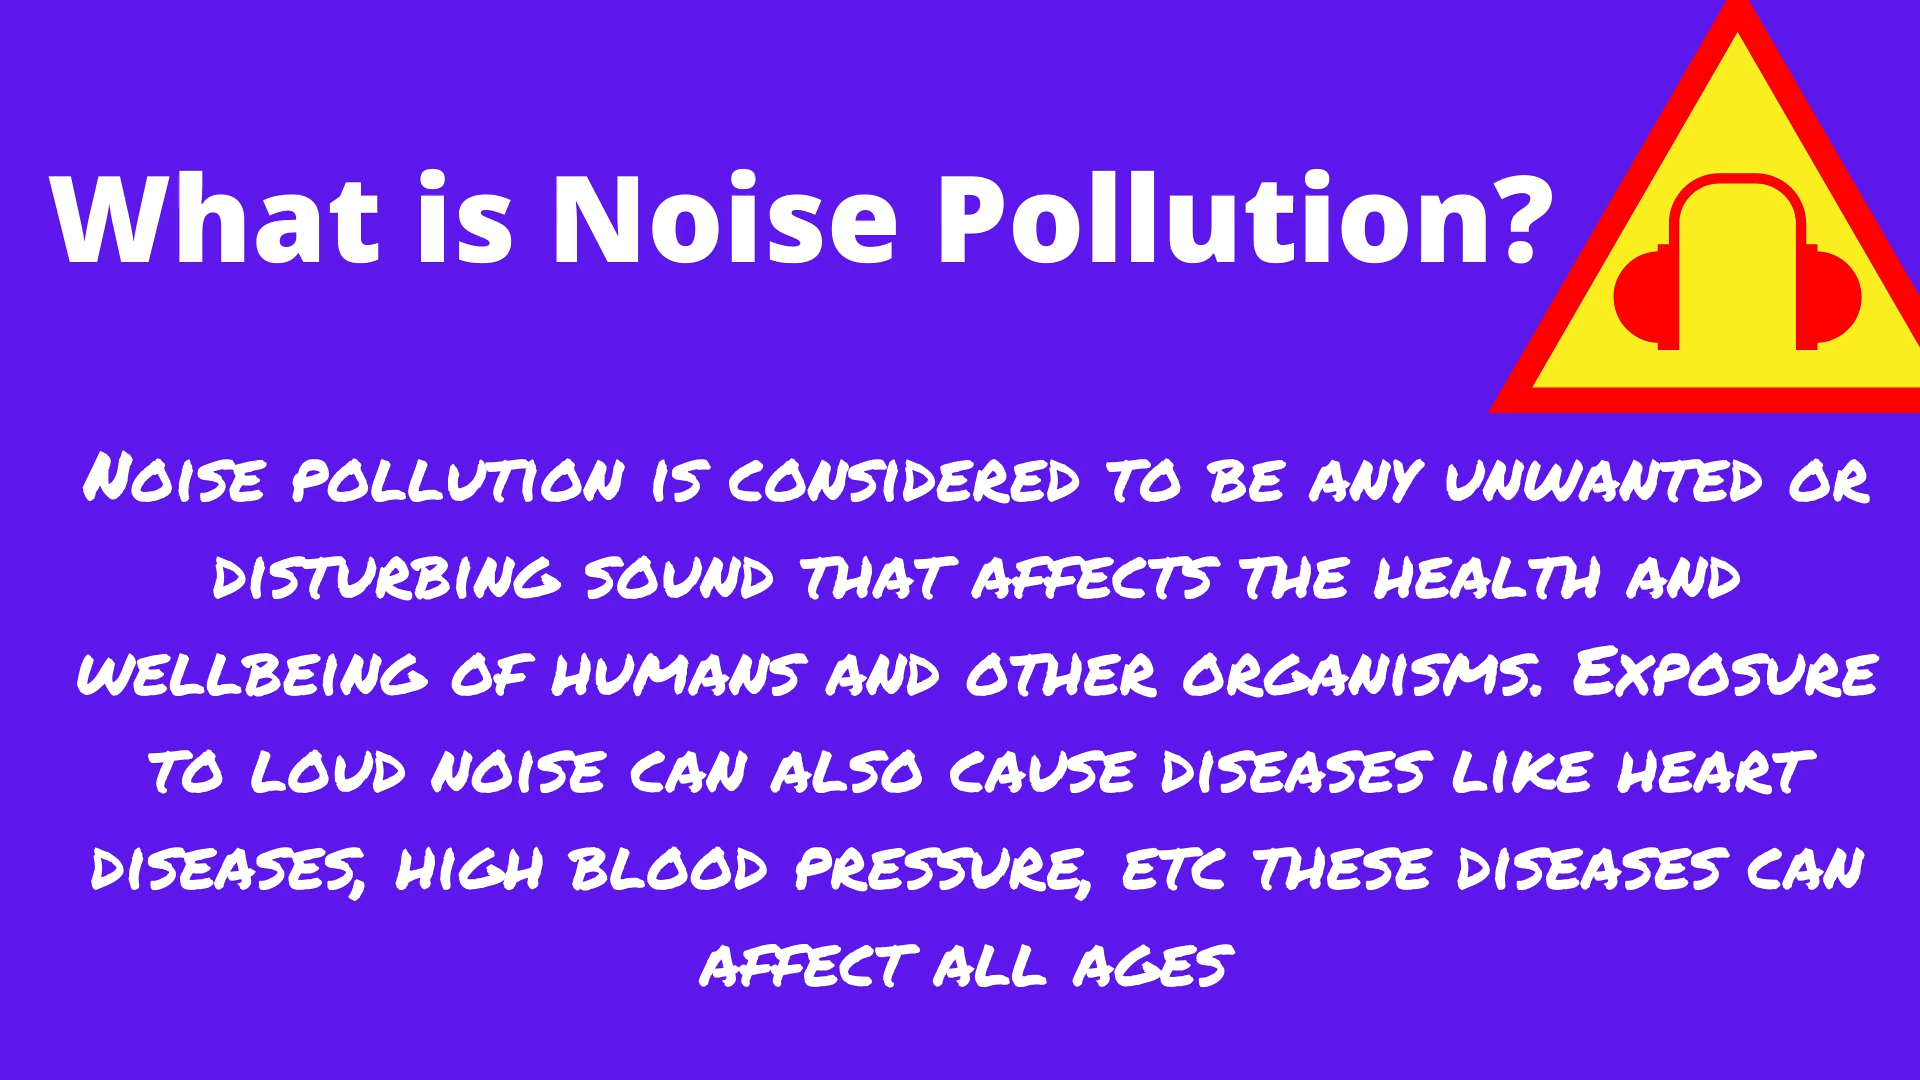 What is Noise Pollution?
Noise pollution is considered to be any unwanted or
disturbing sound that affects the health and
wellbeing of humans and other organisms. Exposure
to loud noise can also cause diseases like heart
diseases, high blood pressure, etc these diseases can
affect all ages